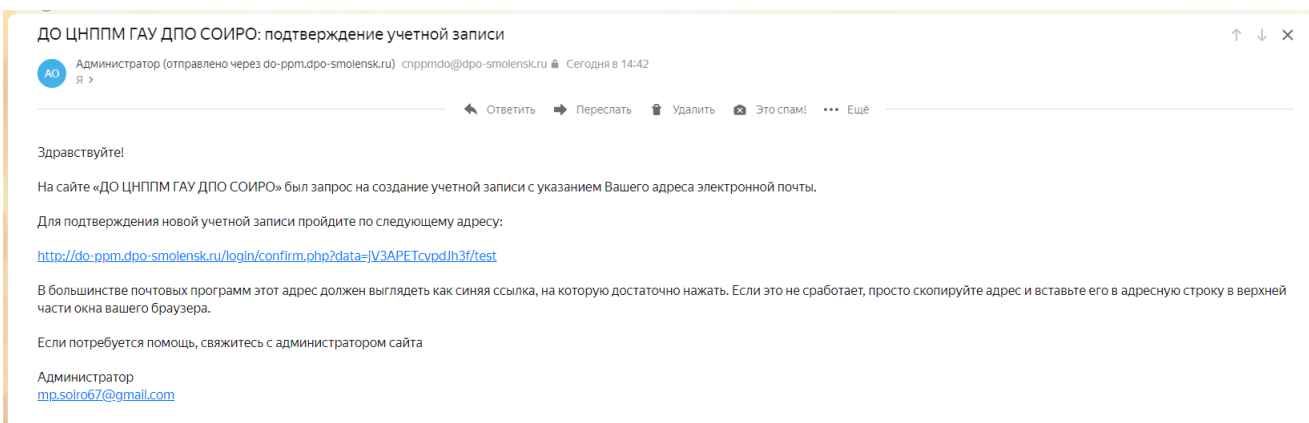 ДО ЦНППМ ГАУ ДПО СОИРО: подтверждение учетной записи
АО
Администратор (отправлено через do-ppm.dpo-smolensk.ru) cnppmdo@dpo-smolensk.ru Сегодня в 14:42
Я >
Ответить Переслать Удалить Это спам! ••• Ещё
Здравствуйте!
На сайте «ДО ЦНППМ ГАУ ДПО СОИРО» был запрос на создание учетной записи с указанием Вашего адреса электронной почты.
Для подтверждения новой учетной записи пройдите по следующему адресу:
http://do-ppm.dpo-smolensk.ru/login/confirm.php?data=jV3APETcvpdJh3f/test
В большинстве почтовых программ этот адрес должен выглядеть как синяя ссылка, на которую достаточно нажать. Если это не сработает, просто скопируйте адрес и вставьте его в адресную строку в верхней
части окна вашего браузера.
Если потребуется помощь, свяжитесь с администратором сайта
Администратор
mp.soiro67@gmail.com